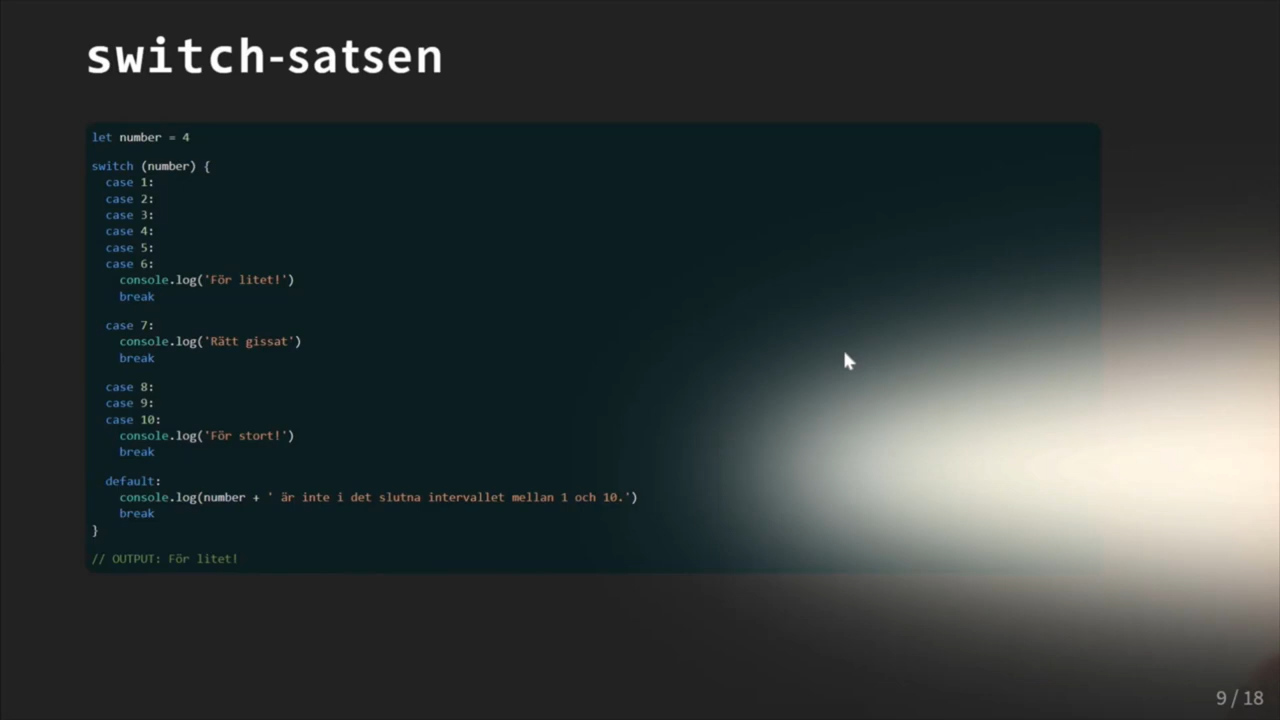 switch-satsen
let number = 4
switch (number) {
case 1:
case 2:
case 3:
case 4:
case 5:
case 6:
console.log('För litet!')
break
case 7:
console.log('Rätt gissat')
break
case 8:
case 9:
case 10:
console.log('För stort!')
break
default:
console.log(number + ' är inte i det slutna intervallet mellan 1 och 10.')
break
}
// OUTPUT: För litet!
9 / 18